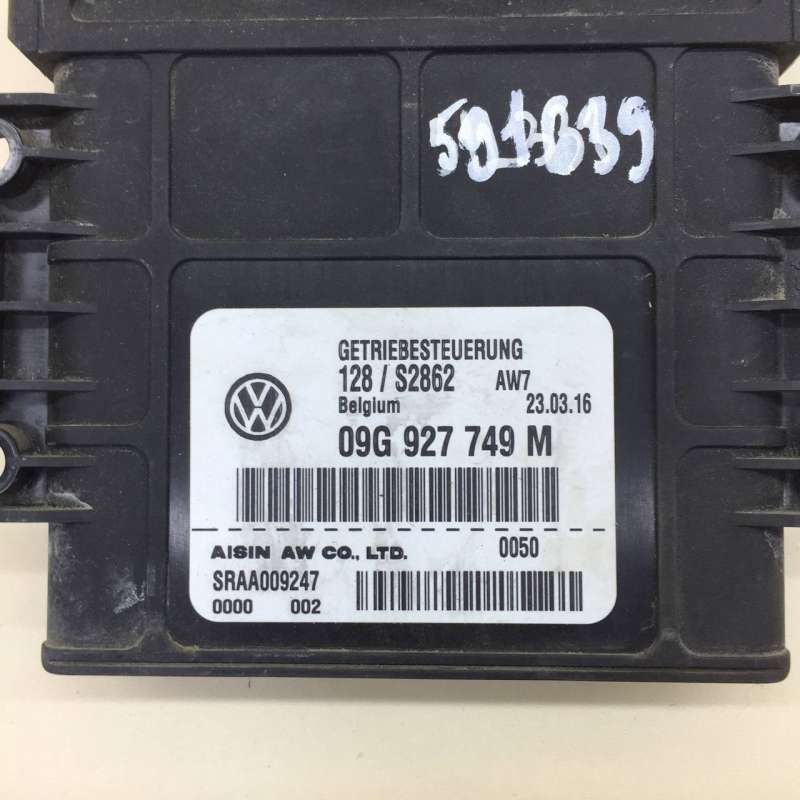 GETRIEBESTEUERUNG
128 / S2862 AW7
Belgium 23.03.16
09G 927 749 M
AISIN AW CO., LTD. 0050
SRAA009247
0000 002